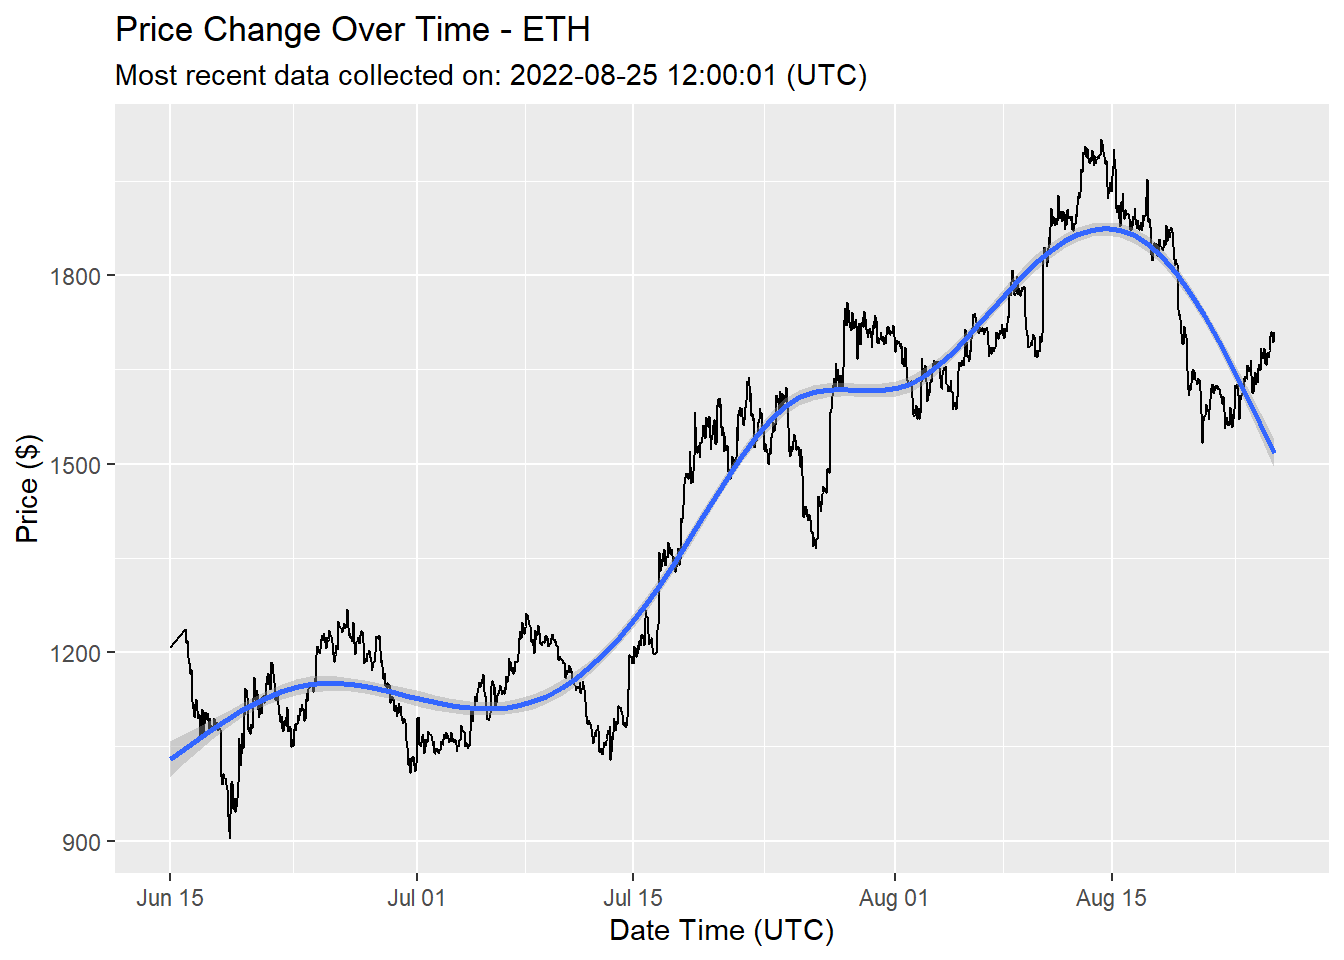 Price Change Over Time - ETH
Most recent data collected on: 2022-08-25 12:00:01 (UTC)
Price ($)
1800
1500
1200
900
Jun 15
Jul 01
Jul 15
Aug 01
Aug 15
Date Time (UTC)